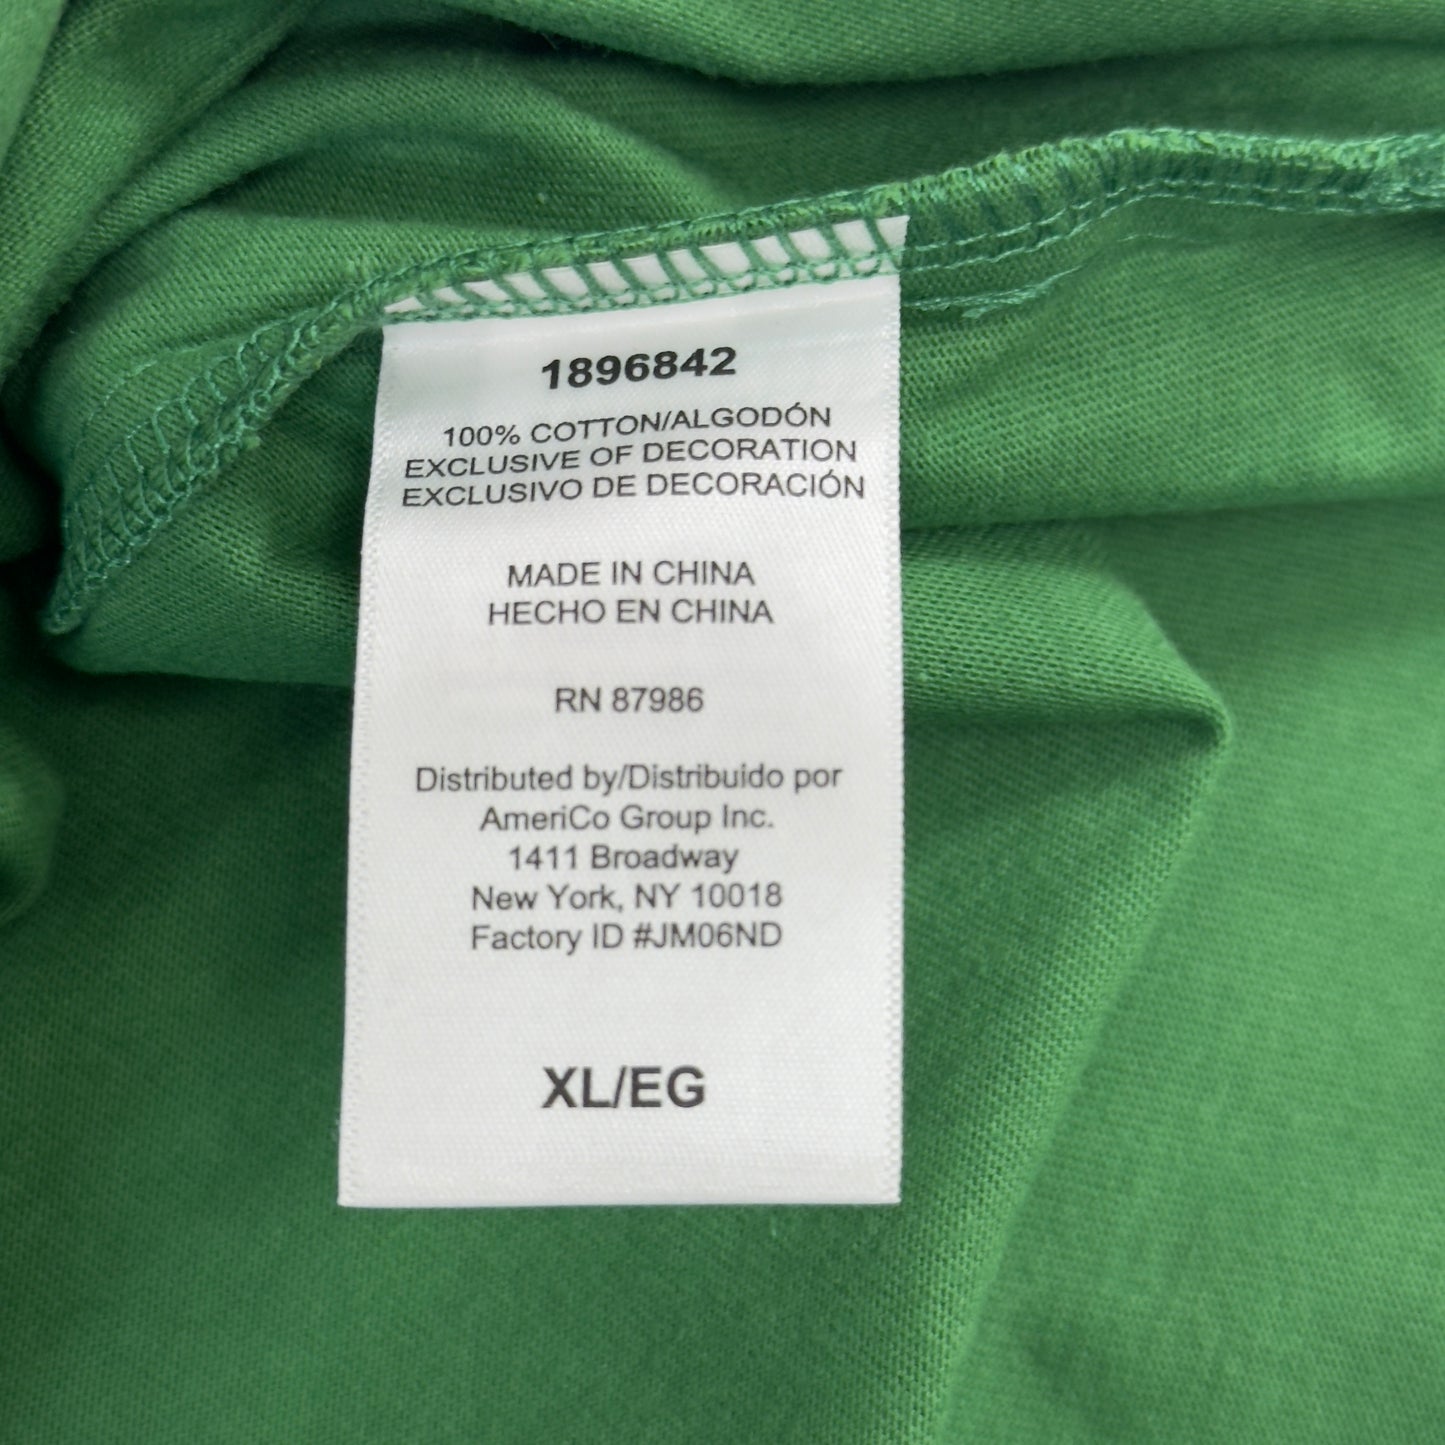 1896842
100% COTTON/ALGODÓN
EXCLUSIVE OF DECORATION
EXCLUSIVO DE DECORACIÓN
MADE IN CHINA
HECHO EN CHINA
RN 87986
Distributed by/Distribuido por
AmeriCo Group Inc.
1411 Broadway
New York, NY 10018
Factory ID #JM06ND
XL/EG